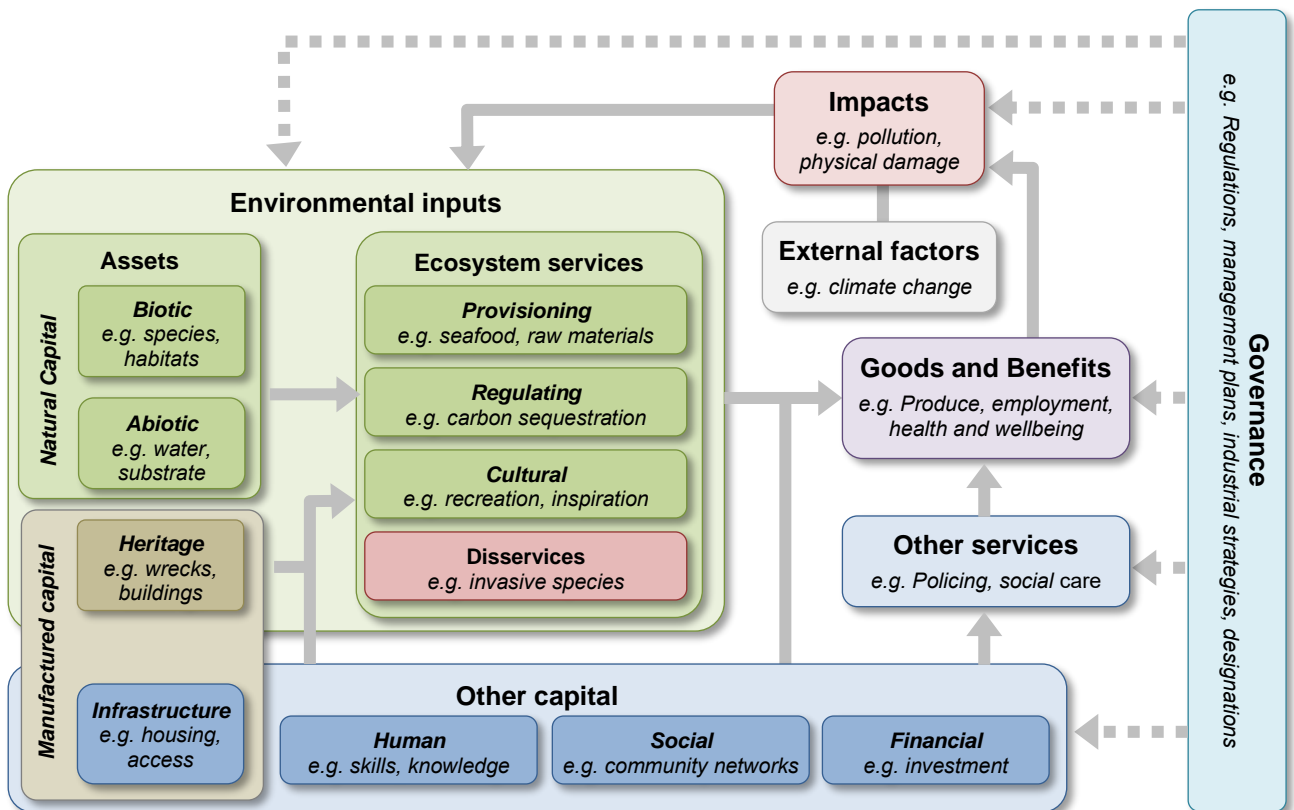 Impacts
e.g. pollution,
physical damage
Environmental inputs
External factors
e.g. climate change
Natural Capital
Assets
Biotic
e.g. species,
habitats
Abiotic
e.g. water,
substrate
Ecosystem services
Provisioning
e.g. seafood, raw materials
Regulating
e.g. carbon sequestration
Cultural
e.g. recreation, inspiration
Disservices
e.g. invasive species
Goods and Benefits
e.g. Produce, employment,
health and wellbeing
Other services
e.g. Policing, social care
Manufactured capital
Heritage
e.g. wrecks,
buildings
Infrastructure
e.g. housing,
access
Other capital
Human
e.g. skills, knowledge
Social
e.g. community networks
Financial
e.g. investment
Governance
e.g. Regulations, management plans, industrial strategies, designations